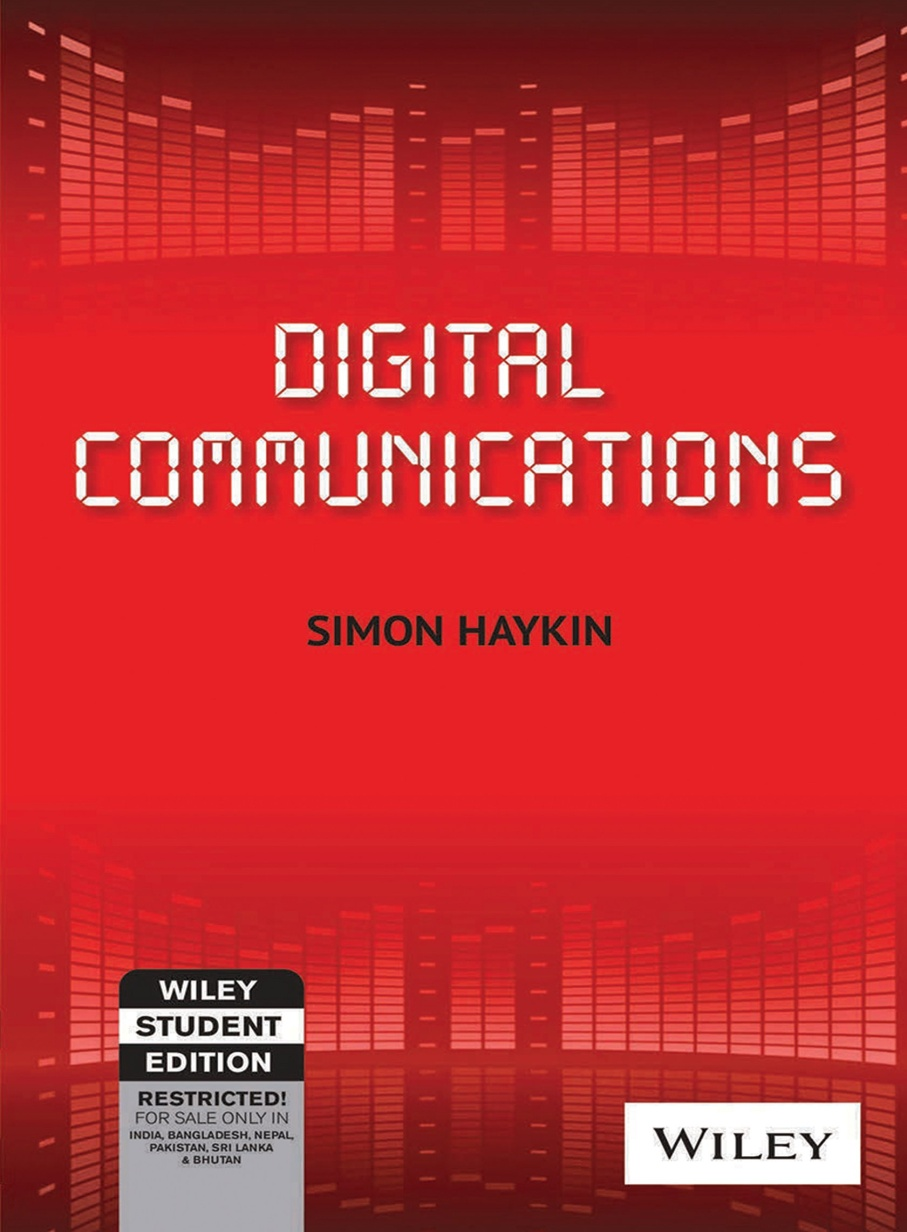 DIGITAL
COMMUNICATIONS
SIMON HAYKIN
WILEY
STUDENT
EDITION
RESTRICTED!
FOR SALE ONLY IN
INDIA, BANGLADESH, NEPAL,
PAKISTAN, SRI LANKA
& BHUTAN
WILEY